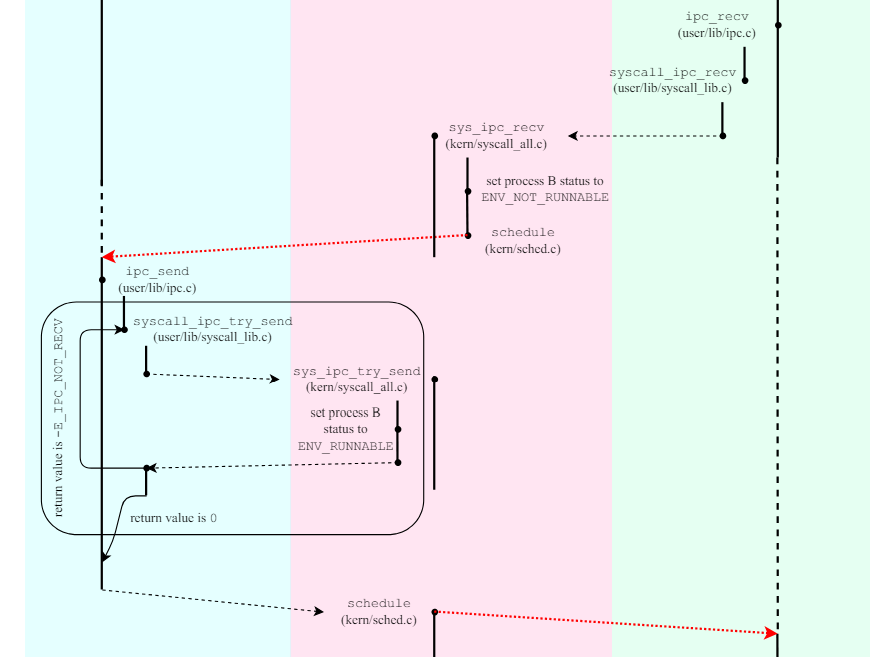 ipc_recv
(user/lib/ipc.c)
syscall_ipc_recv
(user/lib/syscall_lib.c)
sys_ipc_recv
(kern/syscall_all.c)
set process B status to
ENV_NOT_RUNNABLE
schedule
(kern/sched.c)
ipc_send
(user/lib/ipc.c)
syscall_ipc_try_send
(user/lib/syscall_lib.c)
return value is -E_IPC_NOT_RECV
sys_ipc_try_send
(kern/syscall_all.c)
set process B
status to
ENV_RUNNABLE
return value is 0
schedule
(kern/sched.c)